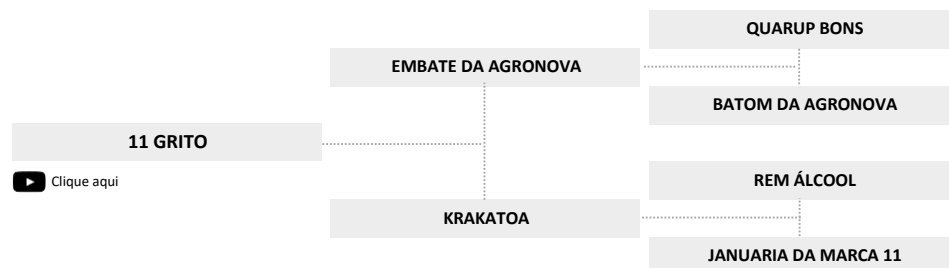 QUARUP BONS
EMBATE DA AGRONOVA
BATOM DA AGRONOVA
11 GRITO
Clique aqui
REM ÁLCOOL
KRAKATOA
JANUARIA DA MARCA 11